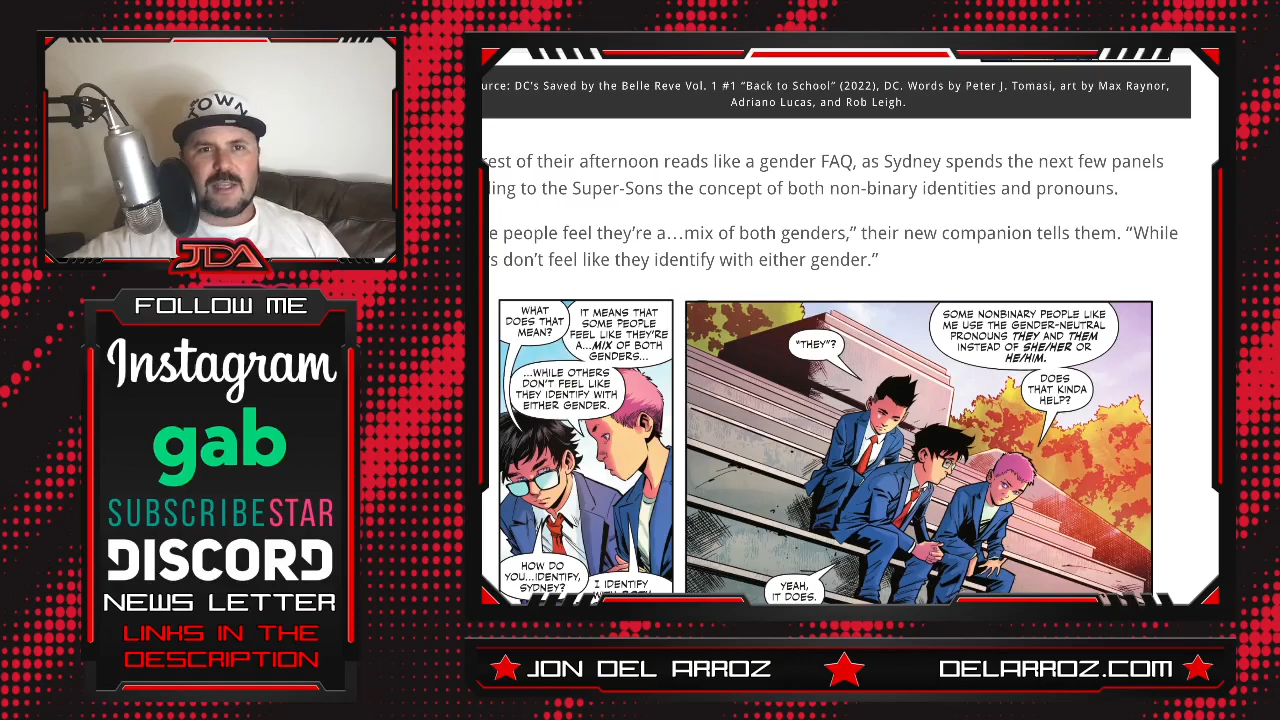 TOWN
JDA
FOLLOW ME
Instagram
gab
SUBSCRIBESTAR
DISCORD
NEWS LETTER
LINKS IN THE
DESCRIPTION
urce: DC's Saved by the Belle Reve Vol. 1 #1 “Back to School” (2022), DC. Words by Peter J. Tomasi, art by Max Raynor,
Adriano Lucas, and Rob Leigh.
rest of their afternoon reads like a gender FAQ, as Sydney spends the next few panels
ling to the Super-Sons the concept of both non-binary identities and pronouns.
e people feel they’re a…mix of both genders,” their new companion tells them. “While
rs don’t feel like they identify with either gender.”
WHAT
DOES THAT
MEAN?
IT MEANS THAT
SOME PEOPLE
FEEL LIKE THEY'RE
A...MIX OF BOTH
GENDERS...
...WHILE OTHERS
DON'T FEEL LIKE
THEY IDENTIFY WITH
EITHER GENDER.
HOW DO
YOU...IDENTIFY,
SYDNEY?
I IDENTIFY
WITH BOTH
"THEY"?
SOME NONBINARY PEOPLE LIKE
ME USE THE GENDER-NEUTRAL
PRONOUNS THEY AND THEM
INSTEAD OF SHE/HER OR
HE/HIM.
DOES
THAT KINDA
HELP?
YEAH,
IT DOES.
JON DEL ARROZ
DELARROZ.COM